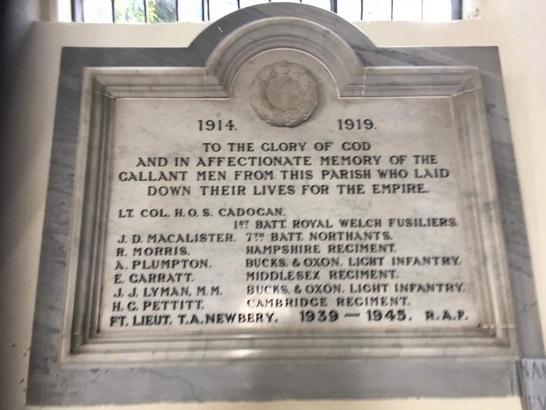 1914. 1919.
TO THE GLORY OF GOD
AND IN AFFECTIONATE MEMORY OF THE
GALLANT MEN FROM THIS PARISH WHO LAID
DOWN THEIR LIVES FOR THE EMPIRE.
LT. COL. H.O.S. CADOGAN.
1ST BATT. ROYAL WELCH FUSILIERS.
J. D. MACALISTER. 7TH BATT. NORTHANTS.
R. MORRIS. HAMPSHIRE REGIMENT.
A. PLUMPTON. BUCKS, & OXON, LIGHT INFANTRY.
E. GARRATT. MIDDLESEX REGIMENT.
J. J. LYMAN, M.M. BUCKS, & OXON, LIGHT INFANTRY.
H. G. PETTITT. CAMBRIDGE REGIMENT.
FT. LIEUT. T.A. NEWBERY. 1939 — 1945. R.A.F.